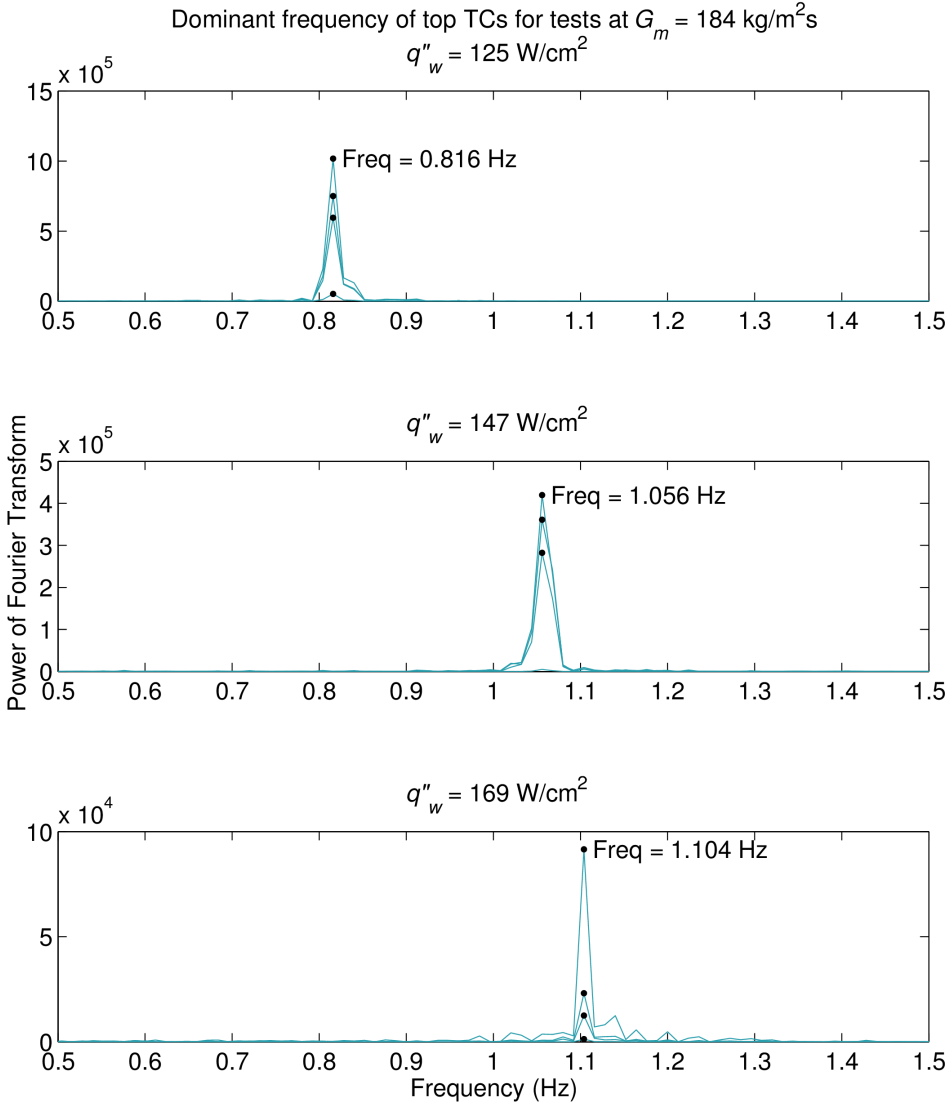 Dominant frequency of top TCs for tests at G_m = 184 kg/m²s
q″_w = 125 W/cm²
x 10⁵
15
10
5
0
Freq = 0.816 Hz
0.5 0.6 0.7 0.8 0.9 1 1.1 1.2 1.3 1.4 1.5
Power of Fourier Transform
q″_w = 147 W/cm²
x 10⁵
5
4
3
2
1
0
Freq = 1.056 Hz
0.5 0.6 0.7 0.8 0.9 1 1.1 1.2 1.3 1.4 1.5
q″_w = 169 W/cm²
x 10⁴
10
5
0
Freq = 1.104 Hz
0.5 0.6 0.7 0.8 0.9 1 1.1 1.2 1.3 1.4 1.5
Frequency (Hz)